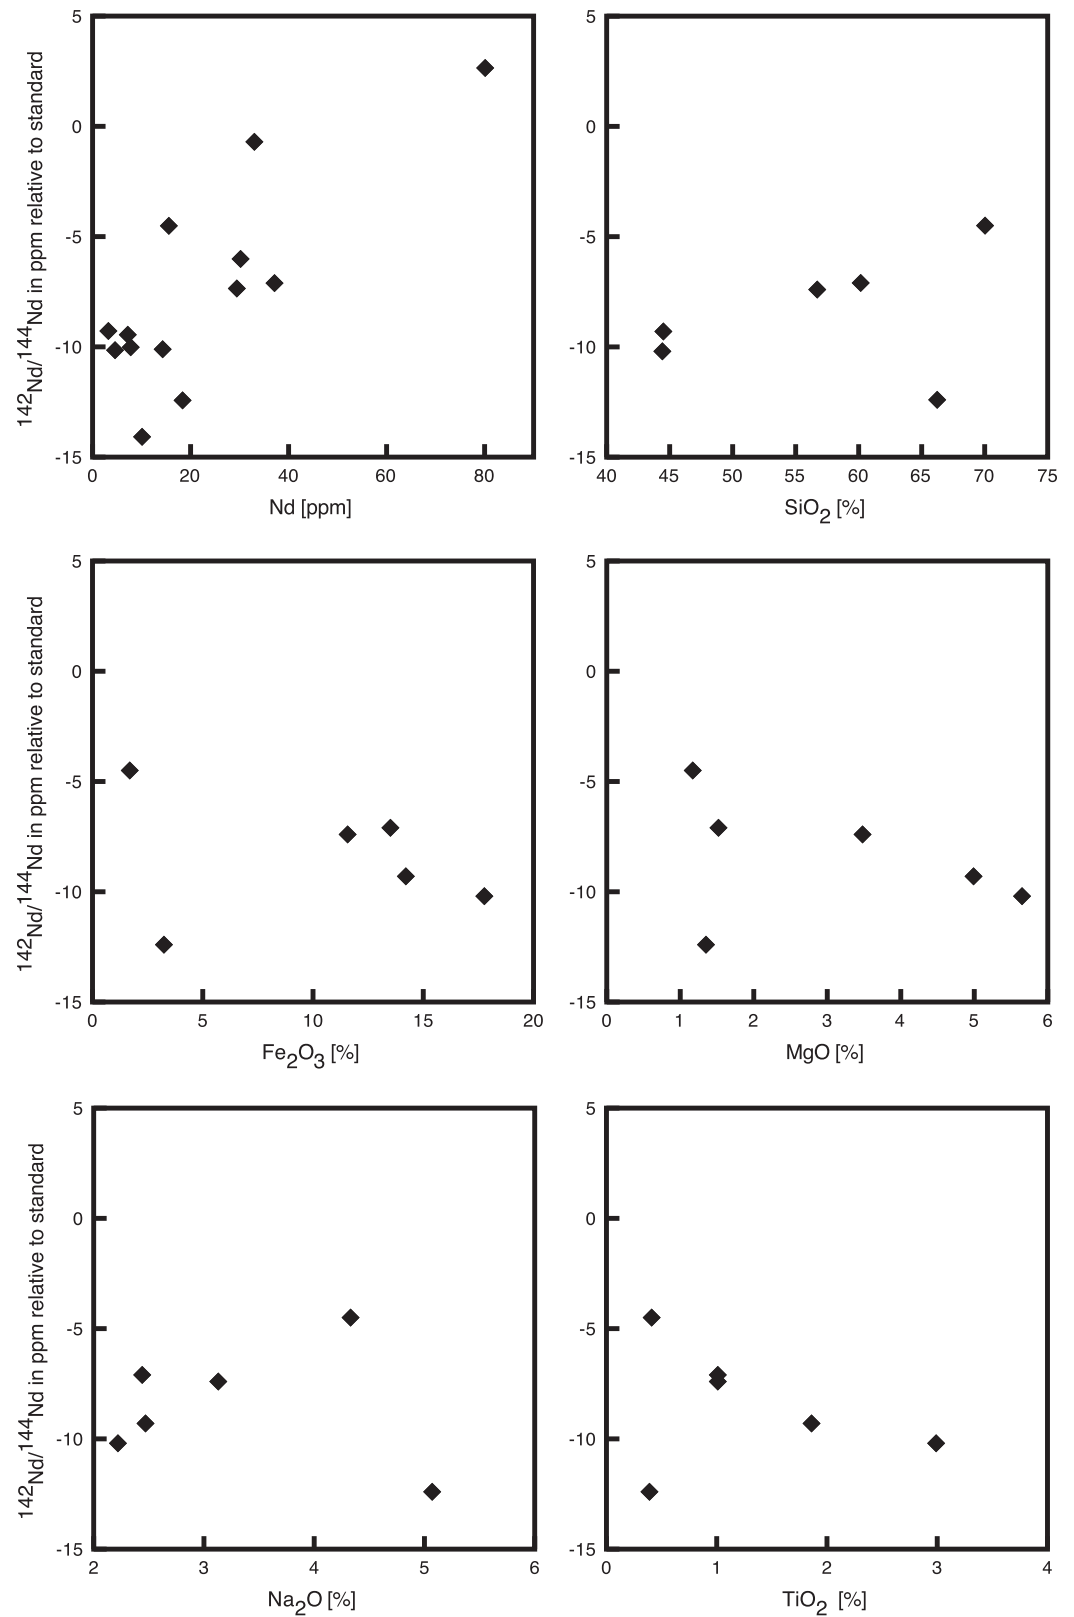 5
0
-5
-10
-15
0 20 40 60 80
Nd [ppm]
142Nd/144Nd in ppm relative to standard
5
0
-5
-10
-15
40 45 50 55 60 65 70 75
SiO2 [%]
5
0
-5
-10
-15
0 5 10 15 20
Fe2O3 [%]
142Nd/144Nd in ppm relative to standard
5
0
-5
-10
-15
0 1 2 3 4 5 6
MgO [%]
5
0
-5
-10
-15
2 3 4 5 6
Na2O [%]
142Nd/144Nd in ppm relative to standard
5
0
-5
-10
-15
0 1 2 3 4
TiO2 [%]